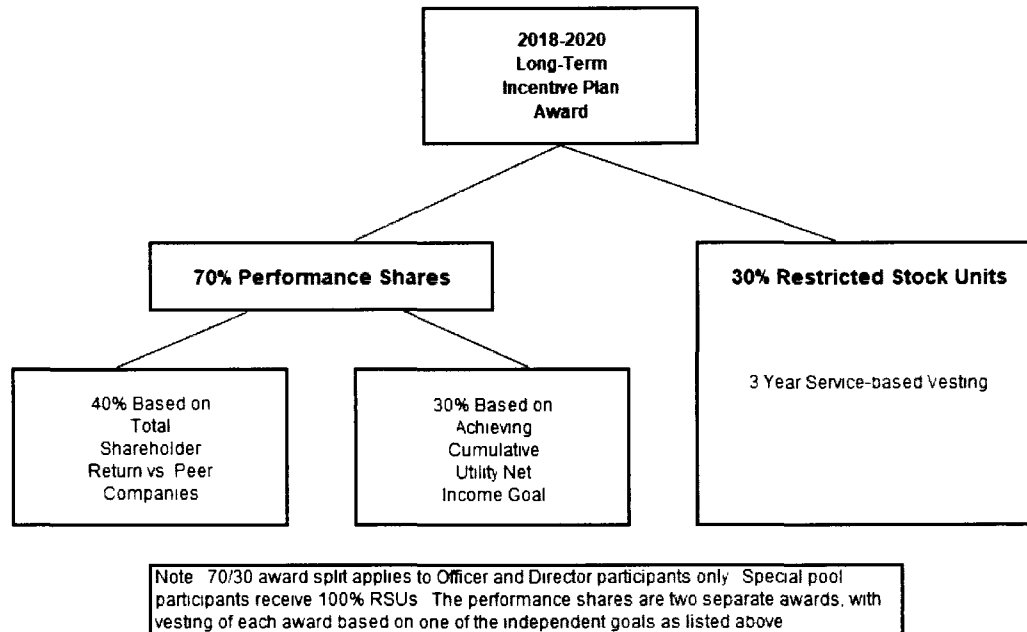 2018-2020
Long-Term
Incentive Plan
Award
70% Performance Shares
30% Restricted Stock Units
40% Based on
Total
Shareholder
Return vs Peer
Companies
30% Based on
Achieving
Cumulative
Utility Net
Income Goal
3 Year Service-based Vesting
Note 70/30 award split applies to Officer and Director participants only Special pool
participants receive 100% RSUs The performance shares are two separate awards, with
vesting of each award based on one of the independent goals as listed above